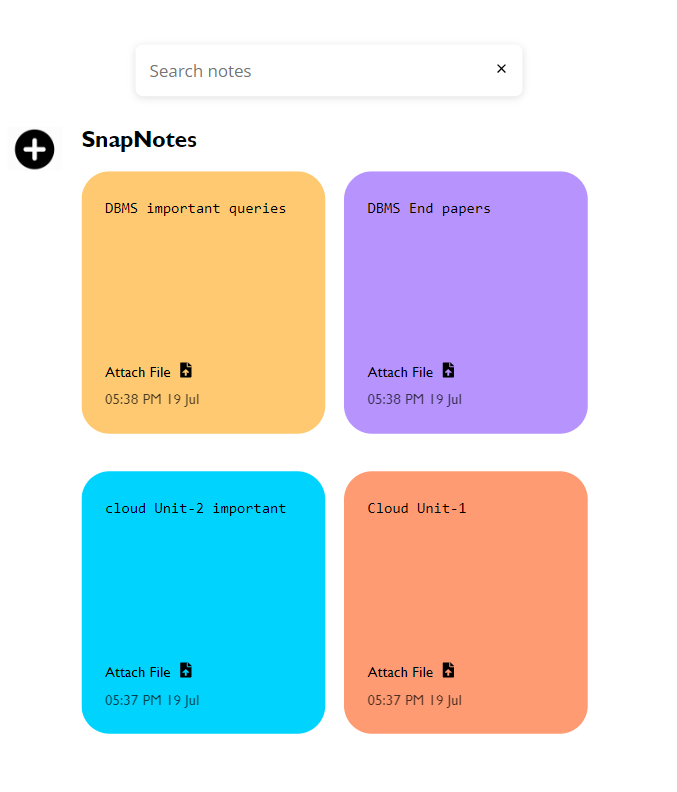 Search notes
SnapNotes
DBMS important queries
Attach File
05:38 PM 19 Jul
DBMS End papers
Attach File
05:38 PM 19 Jul
cloud Unit-2 important
Attach File
05:37 PM 19 Jul
Cloud Unit-1
Attach File
05:37 PM 19 Jul